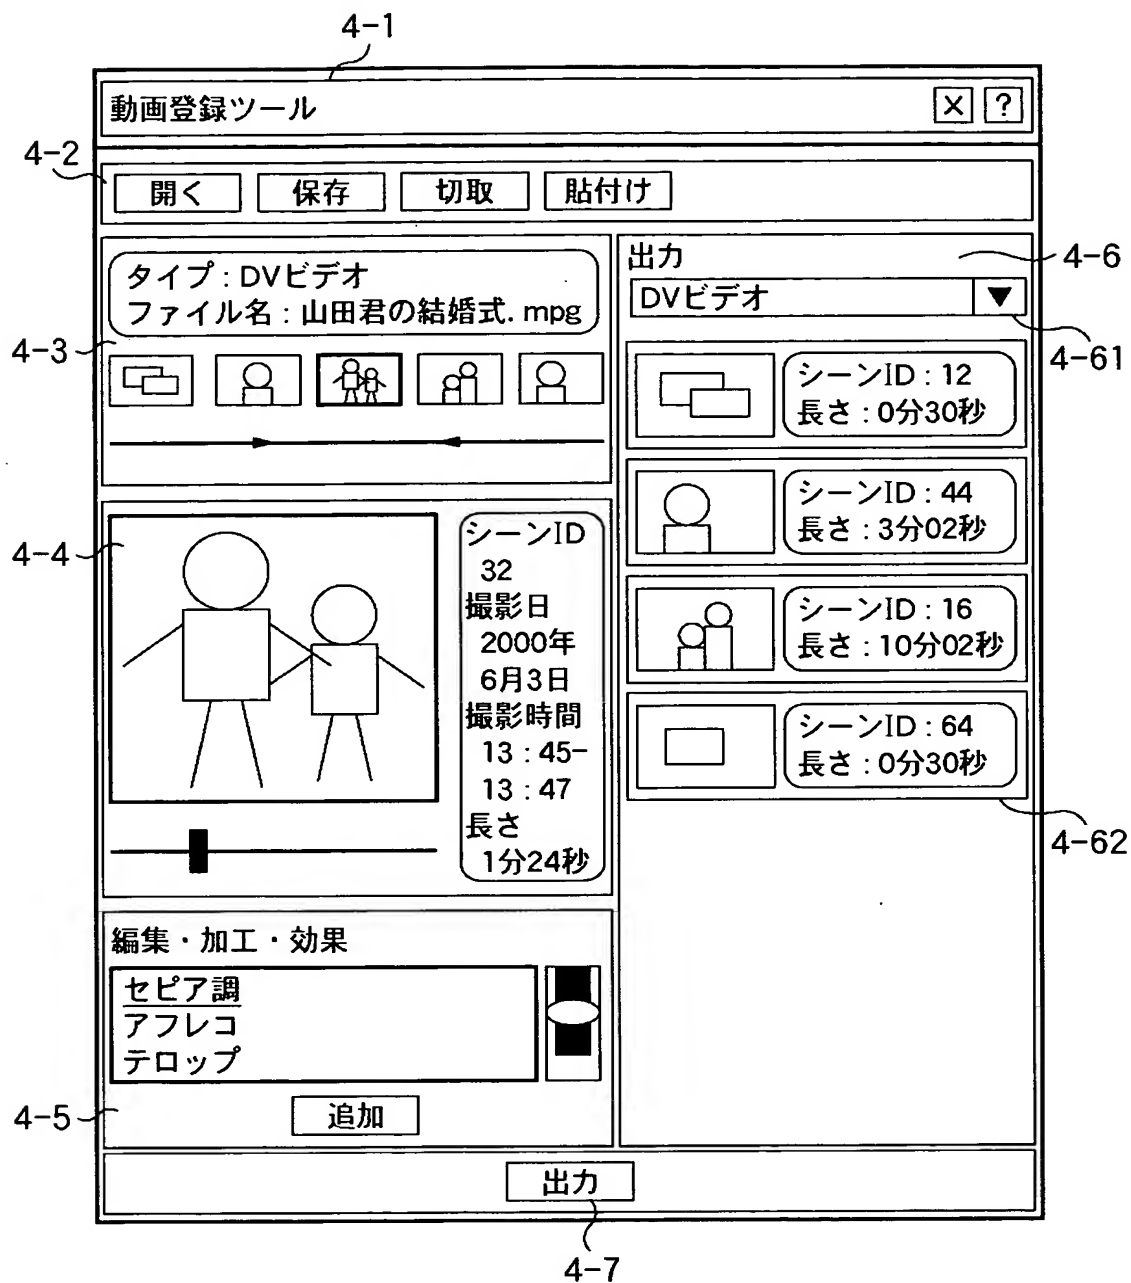 4-1
動画登録ツール
X ?
4-2
開く 保存 切取 貼付け
タイプ : DVビデオ
ファイル名 : 山田君の結婚式. mpg
4-3
4-4
シーンID
32
撮影日
2000年
6月3日
撮影時間
13 : 45-
13 : 47
長さ
1分24秒
編集・加工・効果
セピア調
アフレコ
テロップ
4-5
追加
出力
4-6
DVビデオ ▼
4-61
シーンID : 12
長さ : 0分30秒
シーンID : 44
長さ : 3分02秒
シーンID : 16
長さ : 10分02秒
シーンID : 64
長さ : 0分30秒
4-62
出力
4-7